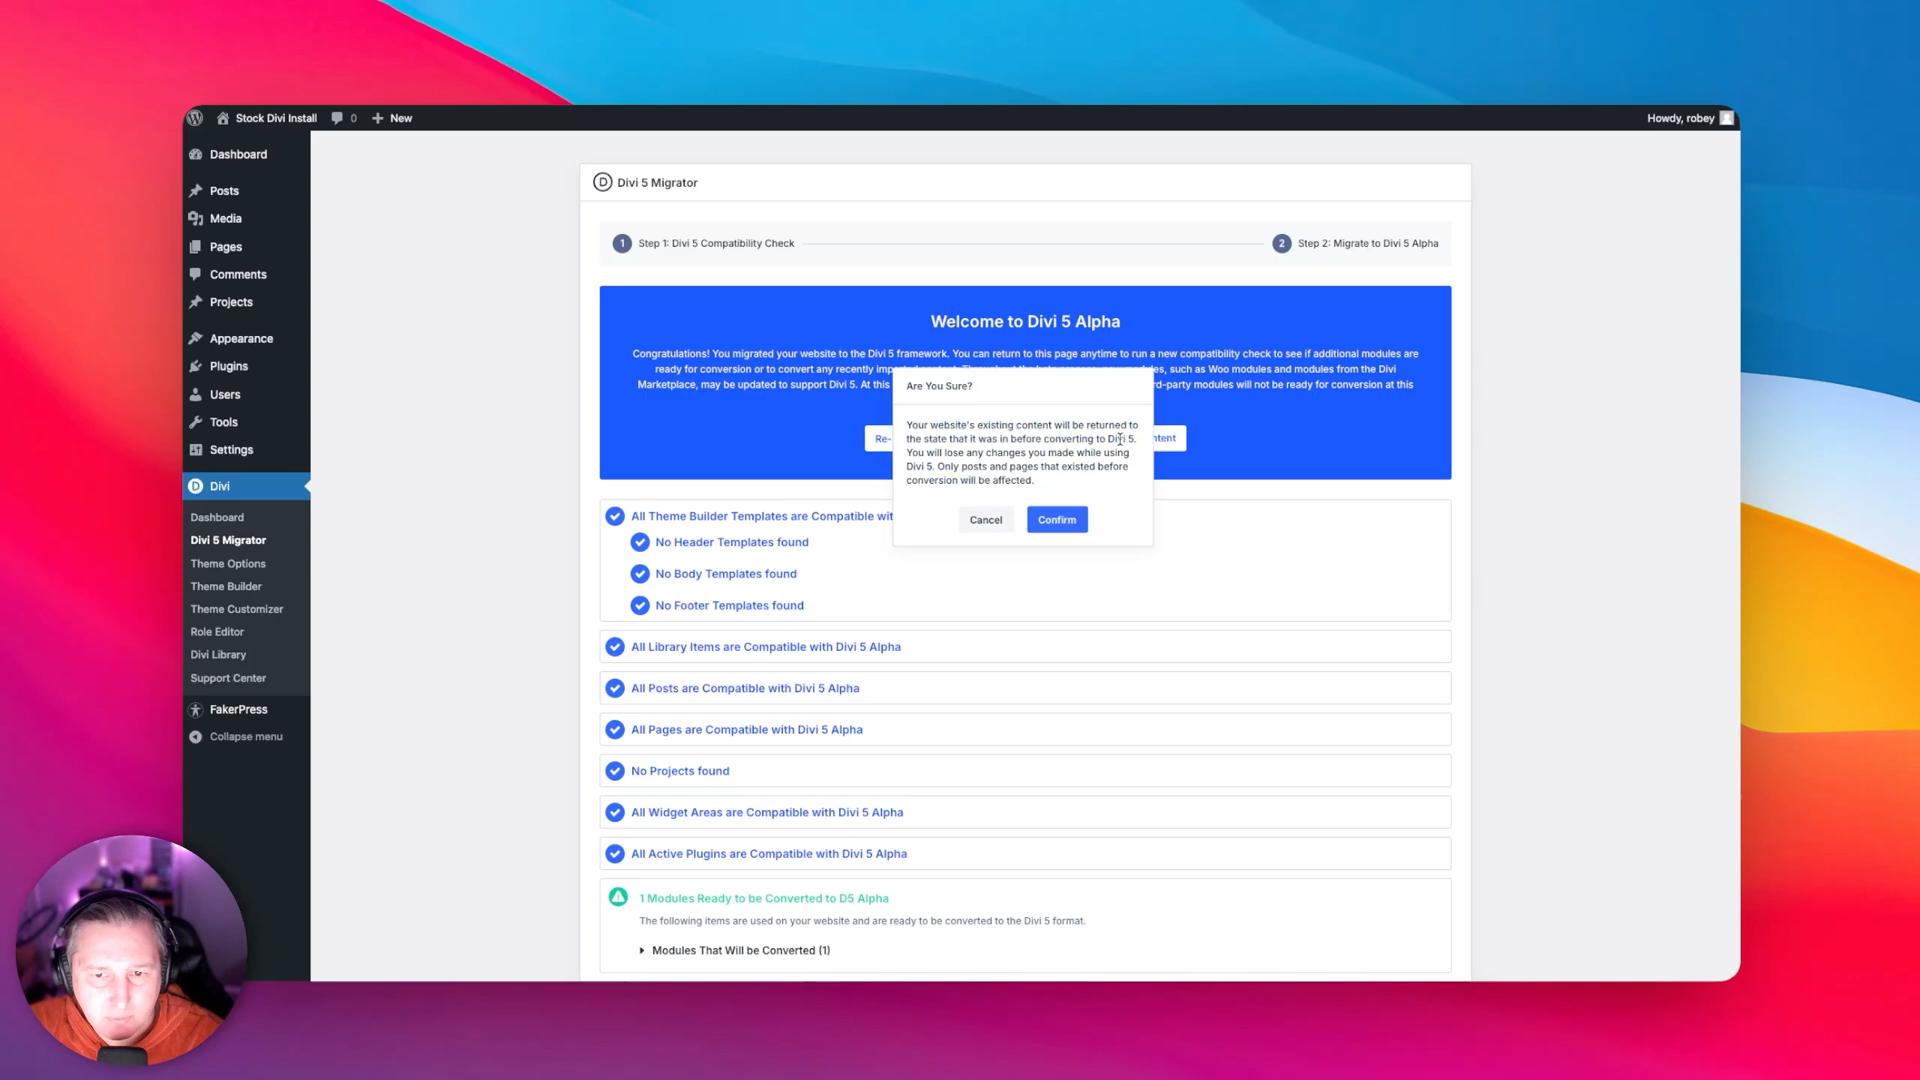 Stock Divi Install
0
New
Howdy, robey
Dashboard
Posts
Media
Pages
Comments
Projects
Appearance
Plugins
Users
Tools
Settings
Divi
Dashboard
Divi 5 Migrator
Theme Options
Theme Builder
Theme Customizer
Role Editor
Divi Library
Support Center
FakerPress
Collapse menu
Divi 5 Migrator
1 Step 1: Divi 5 Compatibility Check
2 Step 2: Migrate to Divi 5 Alpha
Welcome to Divi 5 Alpha
Congratulations! You migrated your website to the Divi 5 framework. You can return to this page anytime to run a new compatibility check to see if additional modules are
ready for conversion or to convert any recently such as Woo modules and modules from the Divi
Marketplace, may be updated to support Divi 5. At this rd-party modules will not be ready for conversion at this
Re- ntent
Are You Sure?
Your website's existing content will be returned to
the state that it was in before converting to Divi 5.
You will lose any changes you made while using
Divi 5. Only posts and pages that existed before
conversion will be affected.
Cancel
Confirm
All Theme Builder Templates are Compatible wit
No Header Templates found
No Body Templates found
No Footer Templates found
All Library Items are Compatible with Divi 5 Alpha
All Posts are Compatible with Divi 5 Alpha
All Pages are Compatible with Divi 5 Alpha
No Projects found
All Widget Areas are Compatible with Divi 5 Alpha
All Active Plugins are Compatible with Divi 5 Alpha
1 Modules Ready to be Converted to D5 Alpha
The following items are used on your website and are ready to be converted to the Divi 5 format.
Modules That Will be Converted (1)